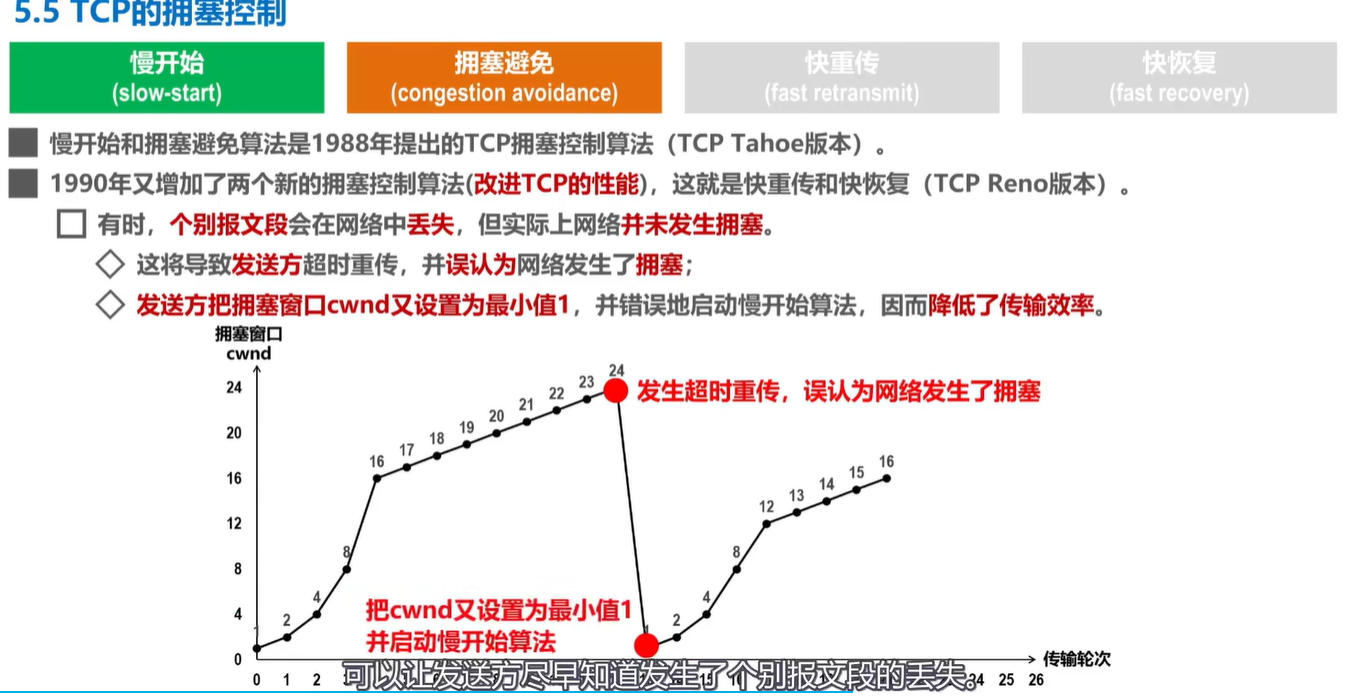 5.5 TCP的拥塞控制
慢开始
(slow-start)
拥塞避免
(congestion avoidance)
快重传
(fast retransmit)
快恢复
(fast recovery)
慢开始和拥塞避免算法是1988年提出的TCP拥塞控制算法（TCP Tahoe版本）。
1990年又增加了两个新的拥塞控制算法(改进TCP的性能)，这就是快重传和快恢复（TCP Reno版本）。
有时，个别报文段会在网络中丢失，但实际上网络并未发生拥塞。
这将导致发送方超时重传，并误认为网络发生了拥塞；
发送方把拥塞窗口cwnd又设置为最小值1，并错误地启动慢开始算法，因而降低了传输效率。
拥塞窗口
cwnd
24
20
16
12
8
4
0
2
4
8
16
17
18
19
20
21
22
23
24
发生超时重传，误认为网络发生了拥塞
把cwnd又设置为最小值1
并启动慢开始算法
2
4
8
12
13
14
15
16
传输轮次
0 1 2 24 25 26
可以让发送方尽早知道发生了个别报文段的丢失。